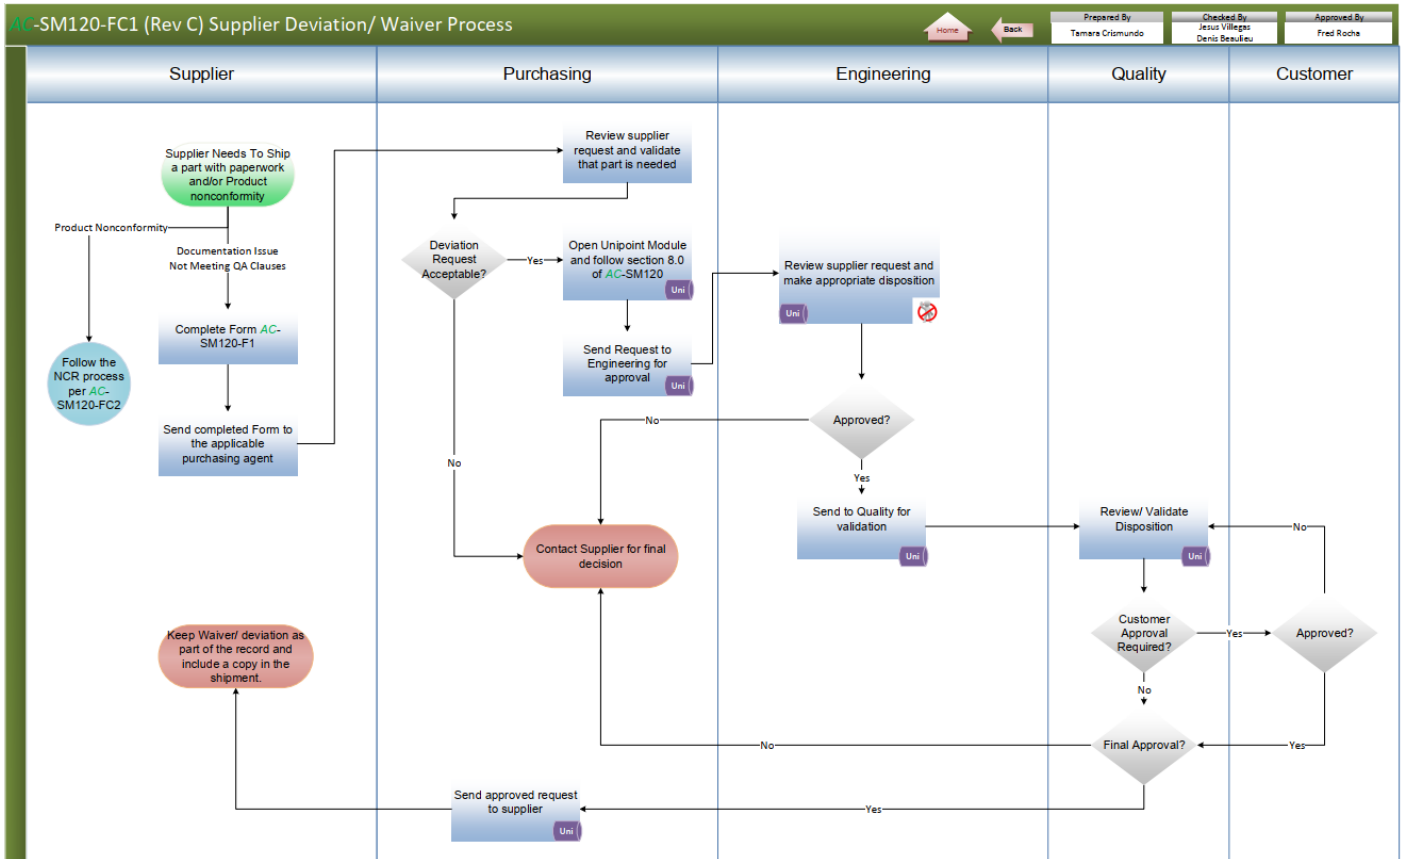 AC-SM120-FC1 (Rev C) Supplier Deviation/ Waiver Process
Home
Back
Prepared By
Tamara Crismundo
Checked By
Jesus Villegas
Denis Beaulieu
Approved By
Fred Rocha
Supplier
Purchasing
Engineering
Quality
Customer
Supplier Needs To Ship
a part with paperwork
and/or Product
nonconformity
Product Nonconformity
Documentation Issue
Not Meeting QA Clauses
Follow the
NCR process
per AC-
SM120-FC2
Complete Form AC-
SM120-F1
Send completed Form to
the applicable
purchasing agent
Review supplier
request and validate
that part is needed
Deviation
Request
Acceptable?
Yes
No
Open Unipoint Module
and follow section 8.0
of AC-SM120
Uni
Send Request to
Engineering for
approval
Uni
Review supplier request and
make appropriate disposition
Uni
Approved?
No
Yes
Send to Quality for
validation
Uni
Contact Supplier for final
decision
Review/ Validate
Disposition
Uni
No
Customer
Approval
Required?
Yes
Approved?
No
Yes
Final Approval?
No
Yes
Send approved request
to supplier
Uni
Keep Waiver/ deviation as
part of the record and
include a copy in the
shipment.